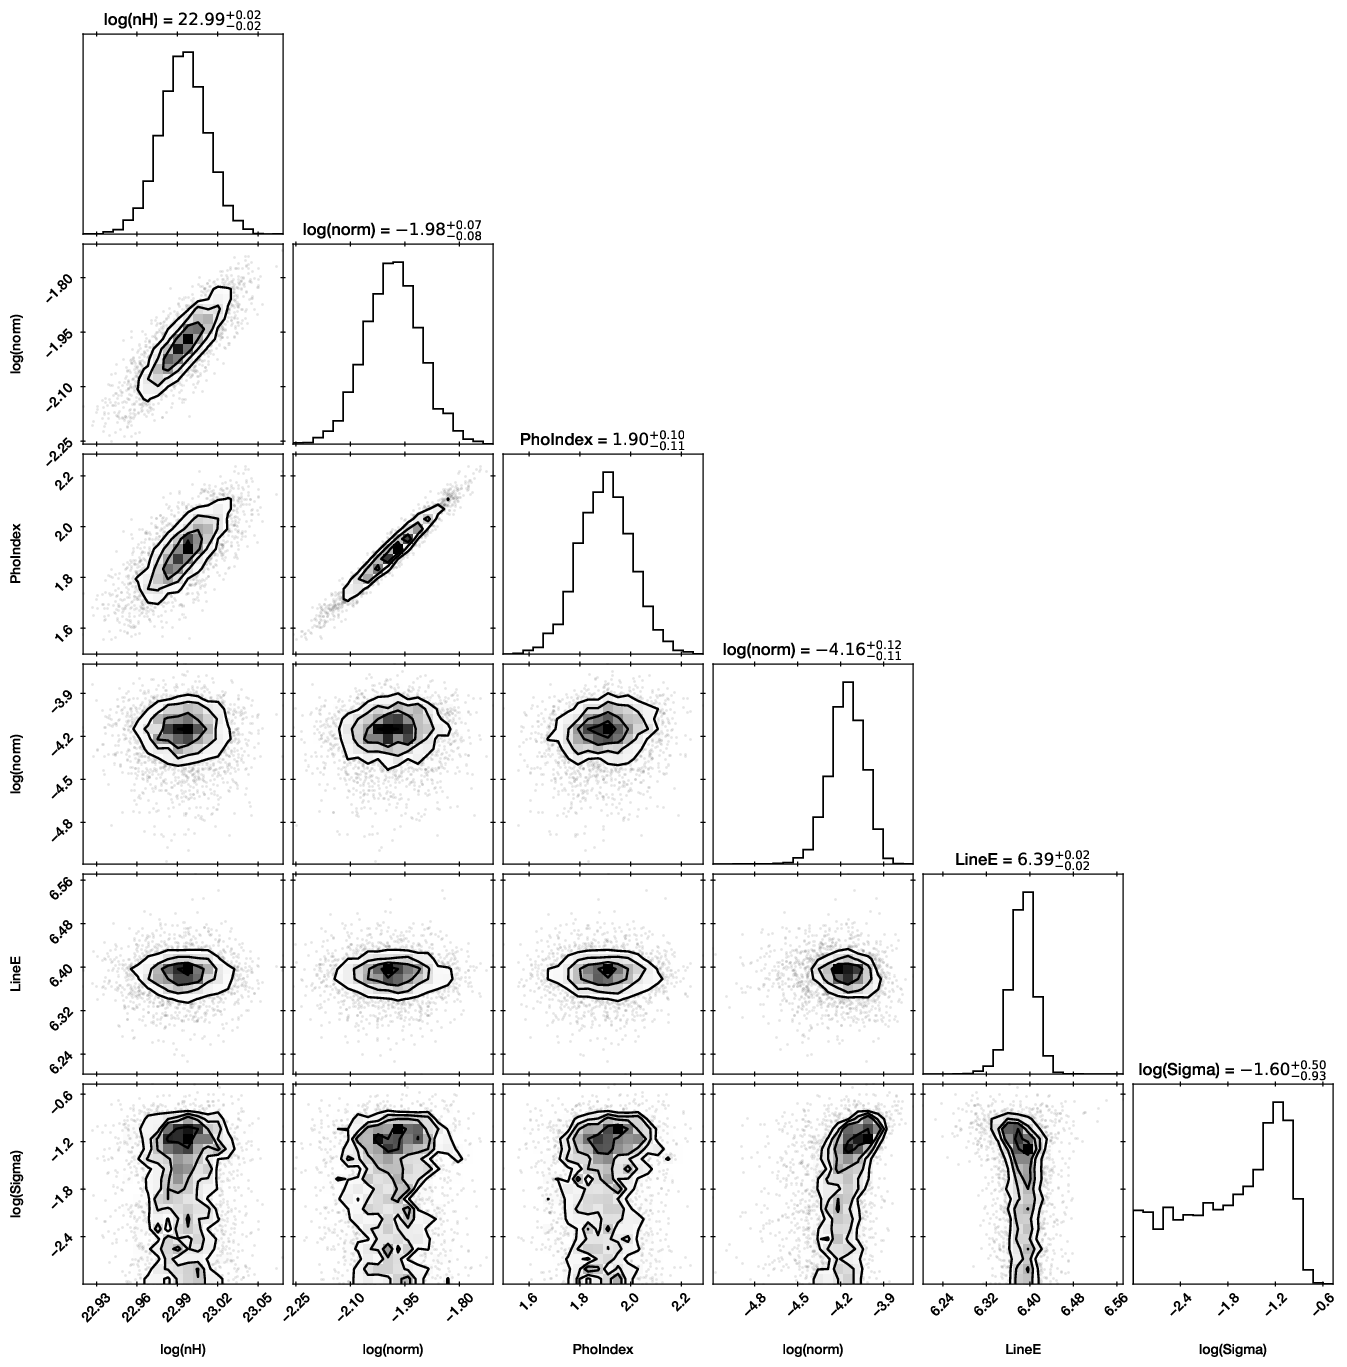 log(nH) = 22.99+0.02−0.02
log(norm) = −1.98+0.07−0.08
log(norm)
−1.80
−1.95
−2.10
−2.25
PhoIndex = 1.90+0.10−0.11
PhoIndex
2.2
2.0
1.8
1.6
log(norm) = −4.16+0.12−0.11
log(norm)
−3.9
−4.2
−4.5
−4.8
LineE = 6.39+0.02−0.02
LineE
6.56
6.48
6.40
6.32
6.24
log(Sigma) = −1.60+0.50−0.93
log(Sigma)
−0.6
−1.2
−1.8
−2.4
22.93 22.96 22.99 23.02 23.05 −2.25 −2.10 −1.95 −1.80 1.6 1.8 2.0 2.2 −4.8 −4.5 −4.2 −3.9 6.24 6.32 6.40 6.48 6.56 −2.4 −1.8 −1.2 −0.6
log(nH) log(norm) PhoIndex log(norm) LineE log(Sigma)